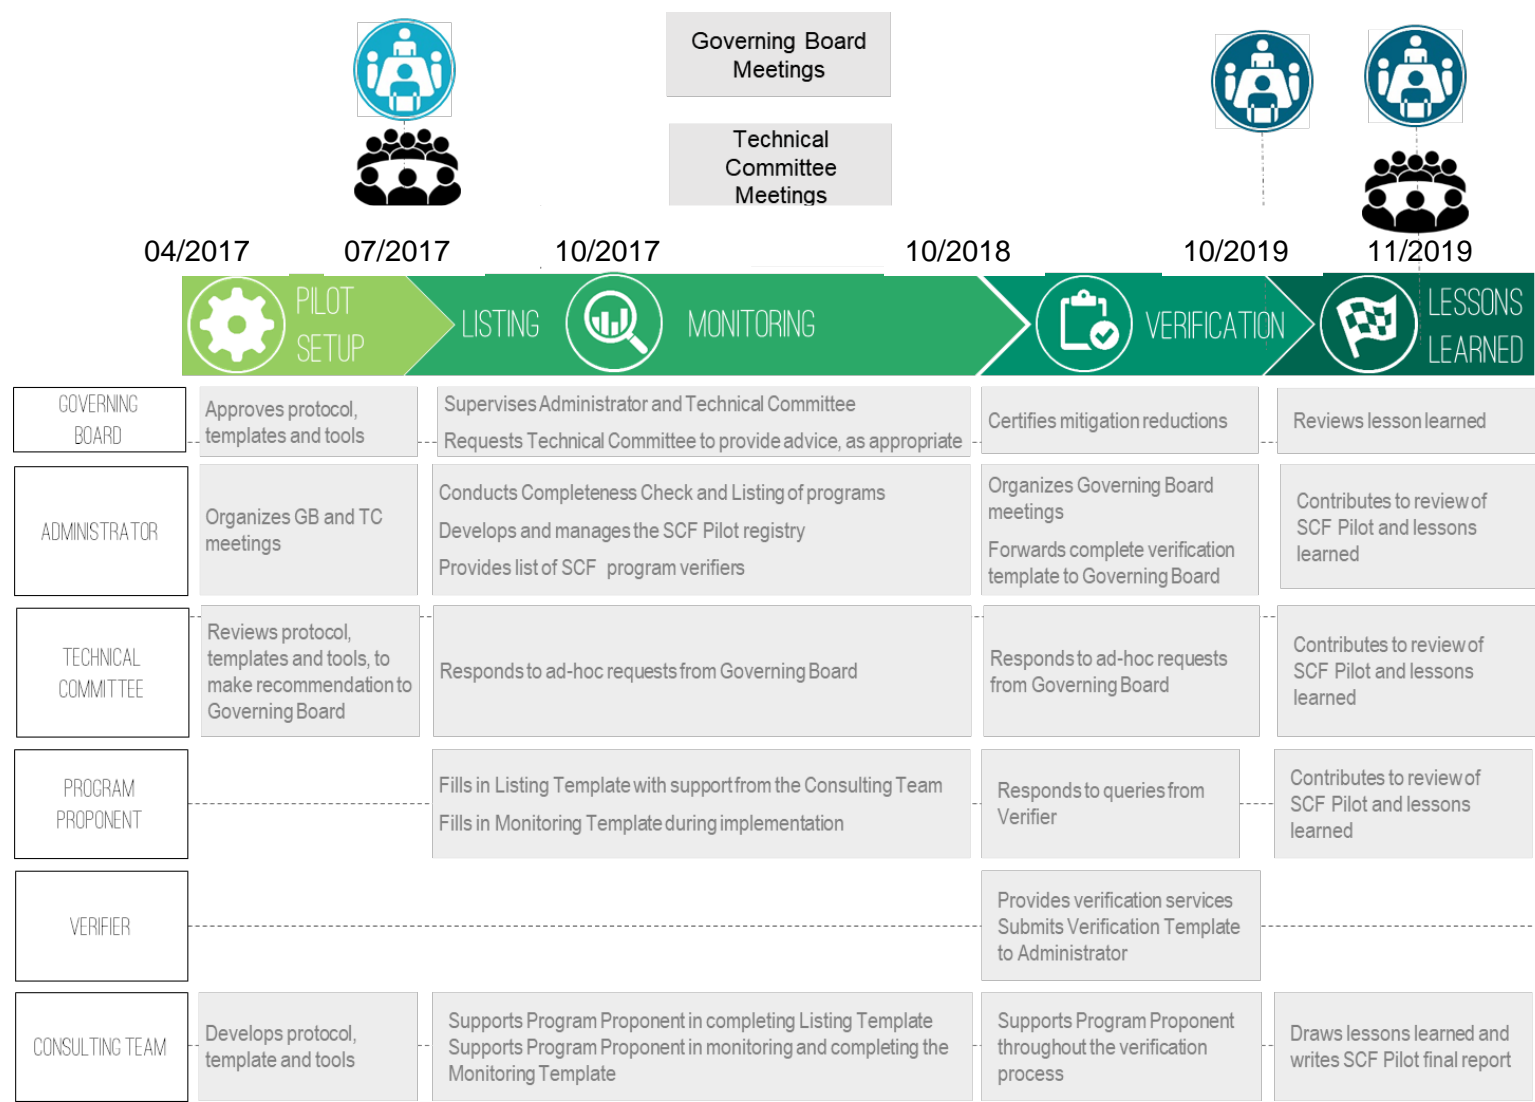 Governing Board
Meetings
Technical
Committee
Meetings
04/2017
07/2017
10/2017
10/2018
10/2019
11/2019
PILOT
SETUP
LISTING
MONITORING
VERIFICATION
LESSONS
LEARNED
GOVERNING
BOARD
Approves protocol,
templates and tools
Supervises Administrator and Technical Committee
Requests Technical Committee to provide advice, as appropriate
Certifies mitigation reductions
Reviews lesson learned
ADMINISTRATOR
Organizes GB and TC
meetings
Conducts Completeness Check and Listing of programs
Develops and manages the SCF Pilot registry
Provides list of SCF program verifiers
Organizes Governing Board
meetings
Forwards complete verification
template to Governing Board
Contributes to review of
SCF Pilot and lessons
learned
TECHNICAL
COMMITTEE
Reviews protocol,
templates and tools, to
make recommendation to
Governing Board
Responds to ad-hoc requests from Governing Board
Responds to ad-hoc requests
from Governing Board
Contributes to review of
SCF Pilot and lessons
learned
PROGRAM
PROPONENT
Fills in Listing Template with support from the Consulting Team
Fills in Monitoring Template during implementation
Responds to queries from
Verifier
Contributes to review of
SCF Pilot and lessons
learned
VERIFIER
Provides verification services
Submits Verification Template
to Administrator
CONSULTING TEAM
Develops protocol,
template and tools
Supports Program Proponent in completing Listing Template
Supports Program Proponent in monitoring and completing the
Monitoring Template
Supports Program Proponent
throughout the verification
process
Draws lessons learned and
writes SCF Pilot final report